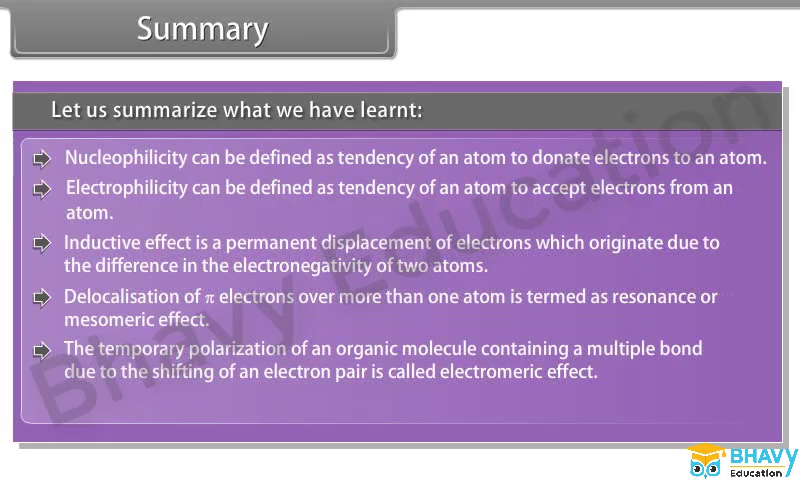 Summary
Let us summarize what we have learnt:
Nucleophilicity can be defined as tendency of an atom to donate electrons to an atom.
Electrophilicity can be defined as tendency of an atom to accept electrons from an
atom.
Inductive effect is a permanent displacement of electrons which originate due to
the difference in the electronegativity of two atoms.
Delocalisation of π electrons over more than one atom is termed as resonance or
mesomeric effect.
The temporary polarization of an organic molecule containing a multiple bond
due to the shifting of an electron pair is called electromeric effect.
Bhavy Education
BHAVY
Education